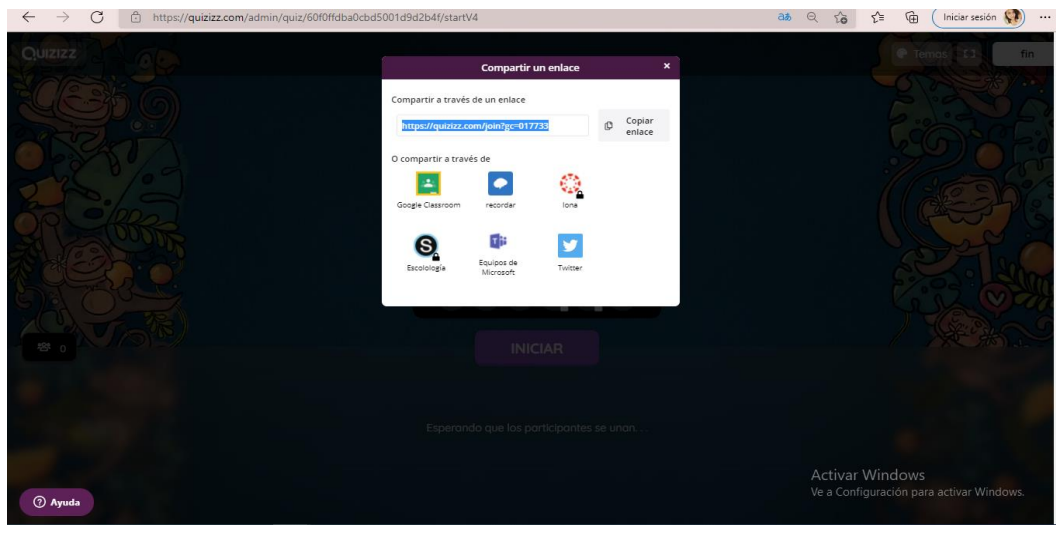 https://quizizz.com/admin/quiz/60f0ffdba0cbd5001d9d2b4f/startV4
Iniciar sesión
Quizizz
Temas
fin
Compartir un enlace
Compartir a través de un enlace
https://quizizz.com/join?gc=017733
Copiar
enlace
O compartir a través de
Google Classroom
recordar
lona
Escolología
Equipos de
Microsoft
Twitter
0
INICIAR
Esperando que los participantes se unan. . .
Activar Windows
Ve a Configuración para activar Windows.
Ayuda